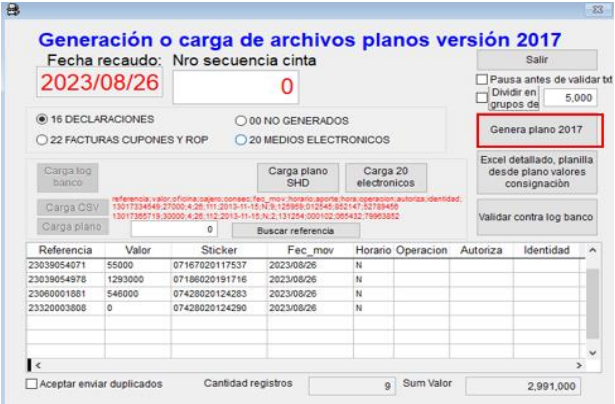 Generación o carga de archivos planos versión 2017
Fecha recaudo: Nro secuencia cinta
2023/08/26
0
Salir
Pausa antes de validar txt
Dividir en grupos de
5,000
16 DECLARACIONES
00 NO GENERADOS
22 FACTURAS CUPONES Y ROP
20 MEDIOS ELECTRONICOS
Genera plano 2017
Carga log banco
Carga plano SHD
Carga 20 electronicos
Excel detallado, planilla desde plano valores consignaciòn
Carga CSV
referencia;valor;oficina;cajero;consec;fec_mov;horario;aporte;hora;operacion;autoriza;identidad;
13017334649;27000;4;26;111;2013-11-15;N;9;125959;012545;852147;52789456
13017365719;30000;4;26;112;2013-11-15;N;2;131254;000102;065432;79963852
Carga plano
0
Buscar referencia
Validar contra log banco
Referencia Valor Sticker Fec_mov Horario Operacion Autoriza Identidad
23039054071 55000 07167020117537 2023/08/26 N
23039054978 1293000 07186020191716 2023/08/26 N
23060001881 546000 07428020124283 2023/08/26 N
23320003808 0 07428020124290 2023/08/26 N
Aceptar enviar duplicados
Cantidad registros
9
Sum Valor
2,991,000